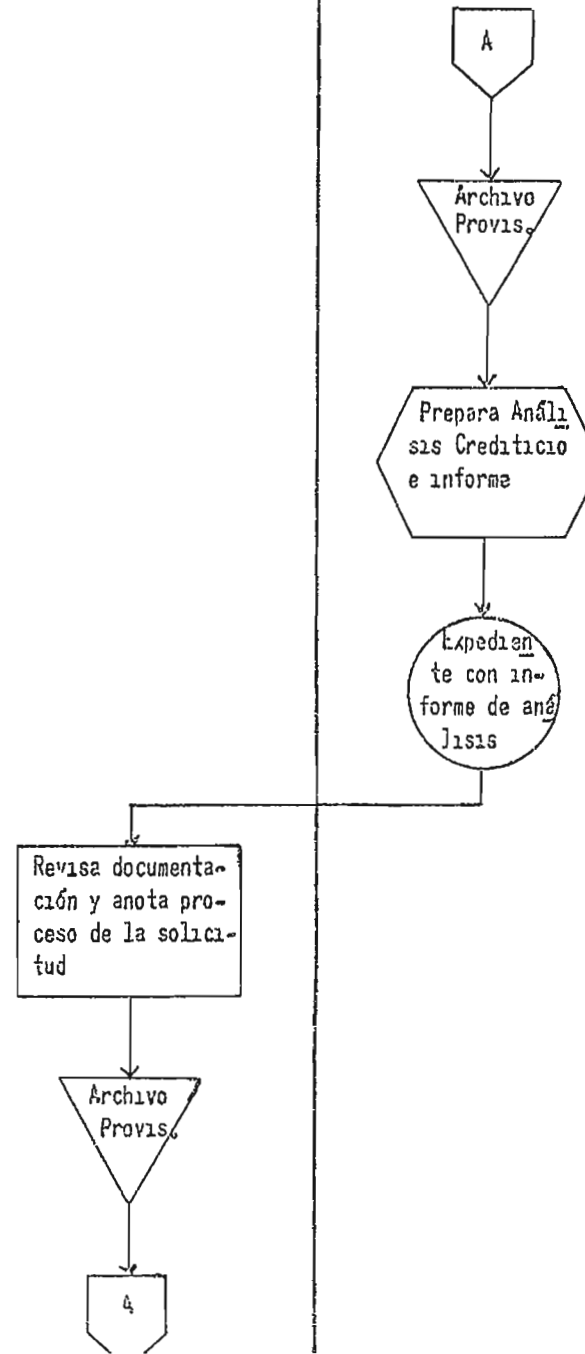 A
Archivo
Provis.
Prepara Análi
sis Crediticio
e informe
Expedien
te con in-
forme de aná
lisis
Revisa documenta-
ción y anota pro-
ceso de la solici-
tud
Archivo
Provis.